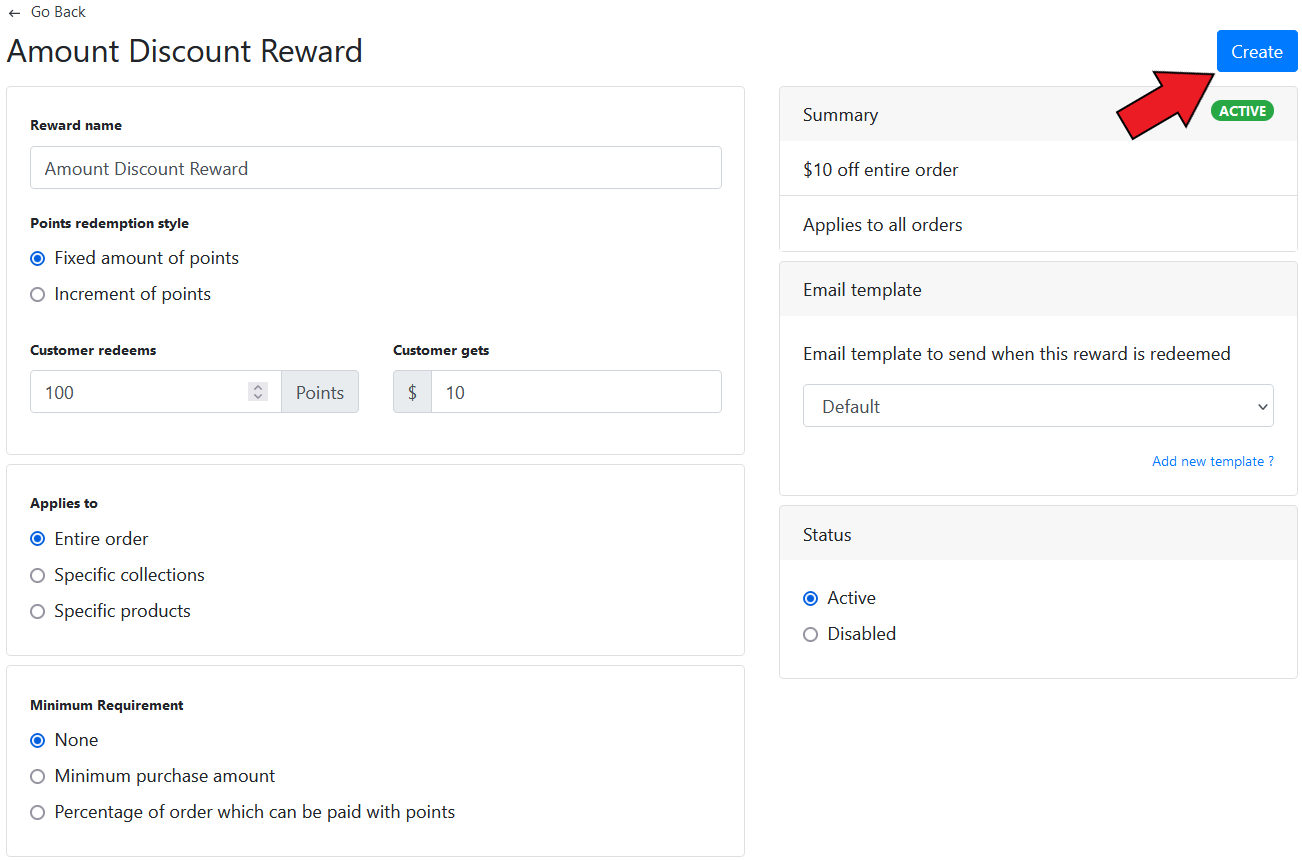 ← Go Back
Amount Discount Reward
Create
Reward name
Amount Discount Reward
Points redemption style
Fixed amount of points
Increment of points
Customer redeems
Customer gets
100 Points
$ 10
Applies to
Entire order
Specific collections
Specific products
Minimum Requirement
None
Minimum purchase amount
Percentage of order which can be paid with points
Summary
ACTIVE
$10 off entire order
Applies to all orders
Email template
Email template to send when this reward is redeemed
Default
Add new template ?
Status
Active
Disabled